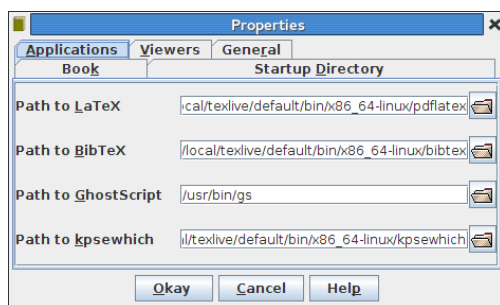 Properties
Applications Viewers General
Book Startup Directory
Path to LaTeX ocal/texlive/default/bin/x86_64-linux/pdflatex
Path to BibTeX /local/texlive/default/bin/x86_64-linux/bibtex
Path to GhostScript /usr/bin/gs
Path to kpsewhich al/texlive/default/bin/x86_64-linux/kpsewhich
Okay Cancel Help